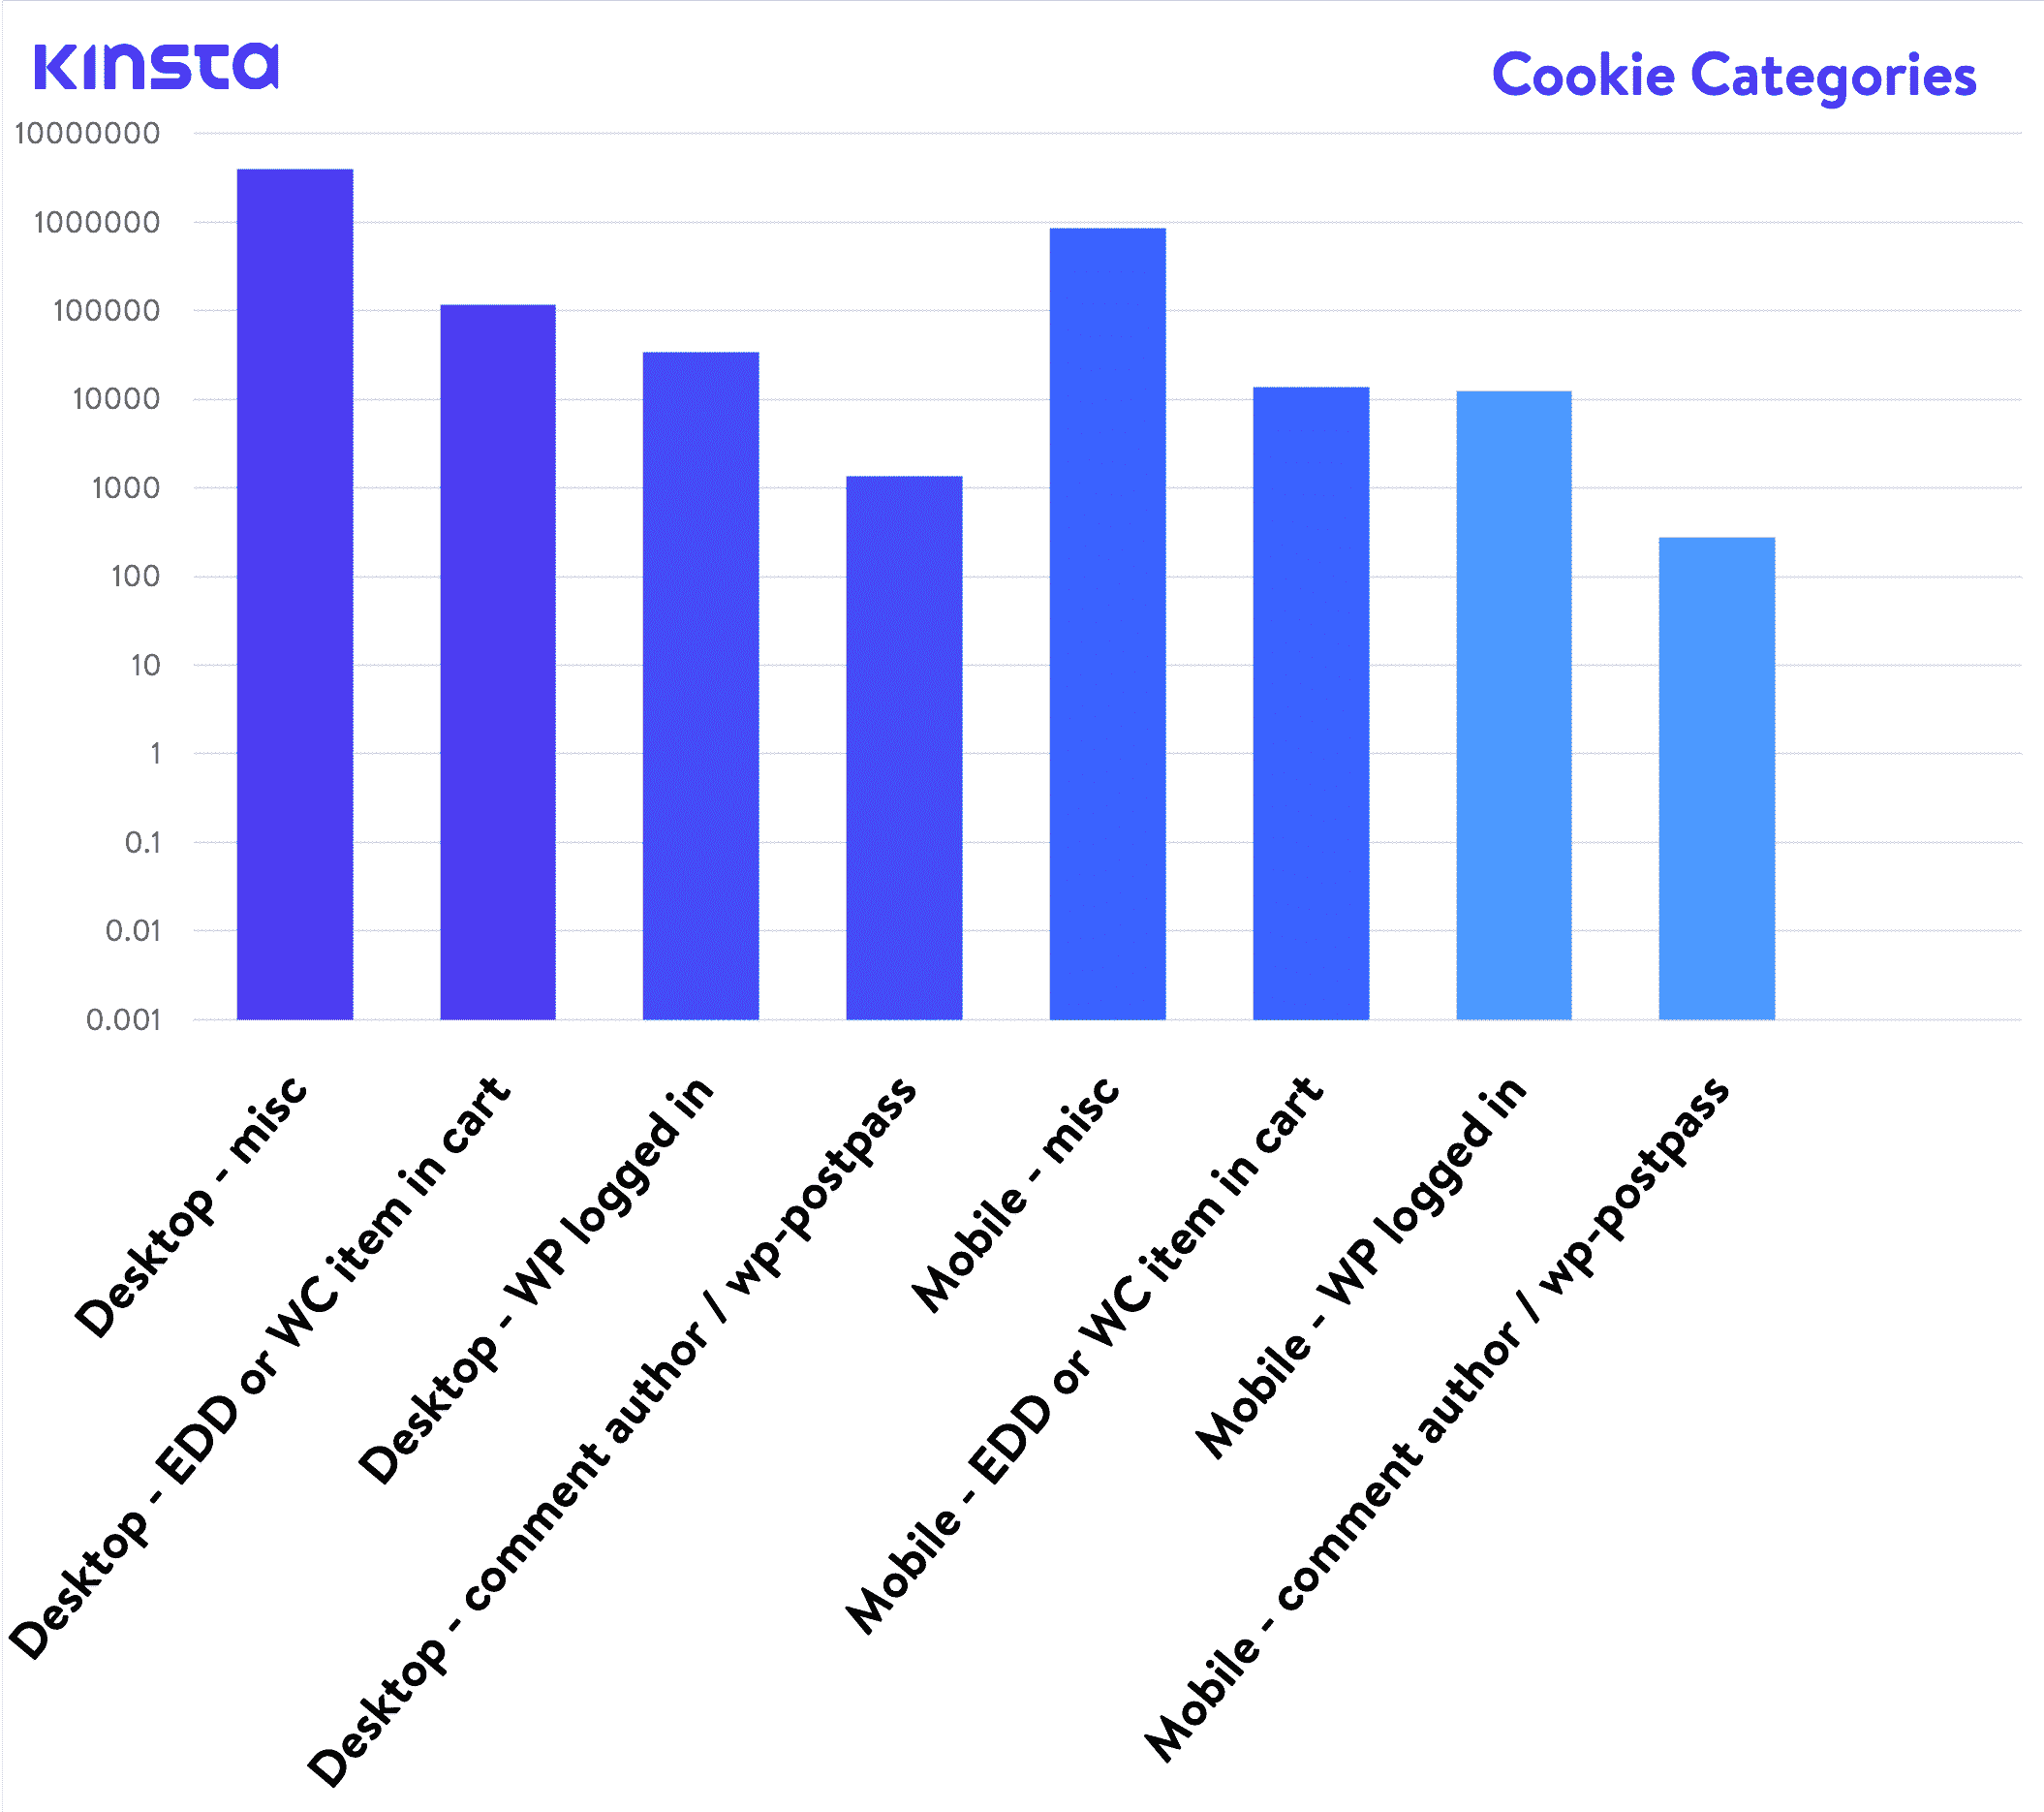 Kinsta
Cookie Categories
10000000
1000000
100000
10000
1000
100
10
1
0.1
0.01
0.001
Desktop - misc
Desktop - EDD or WC item in cart
Desktop - WP logged in
Desktop - comment author / wp-postpass
Mobile - misc
Mobile - EDD or WC item in cart
Mobile - WP logged in
Mobile - comment author / wp-postpass